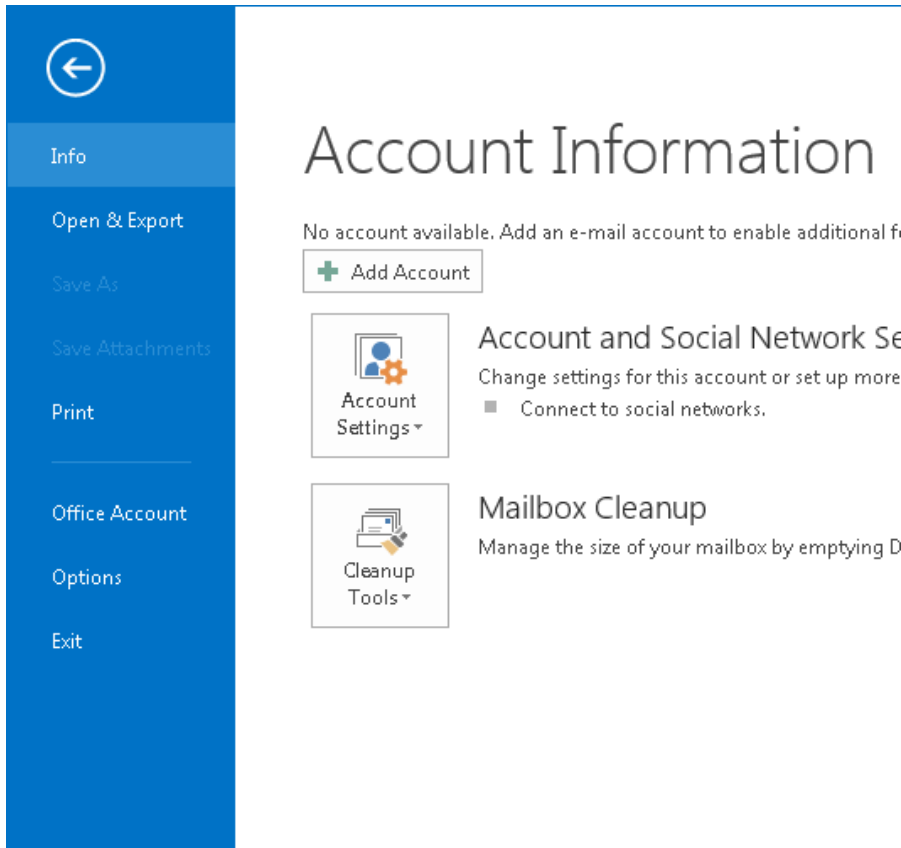 Info
Open & Export
Save As
Save Attachments
Print
Office Account
Options
Exit
Account Information
No account available. Add an e-mail account to enable additional
Add Account
Account
Settings
Account and Social Network
Change settings for this account or set up more
Connect to social networks.
Cleanup
Tools
Mailbox Cleanup
Manage the size of your mailbox by emptying